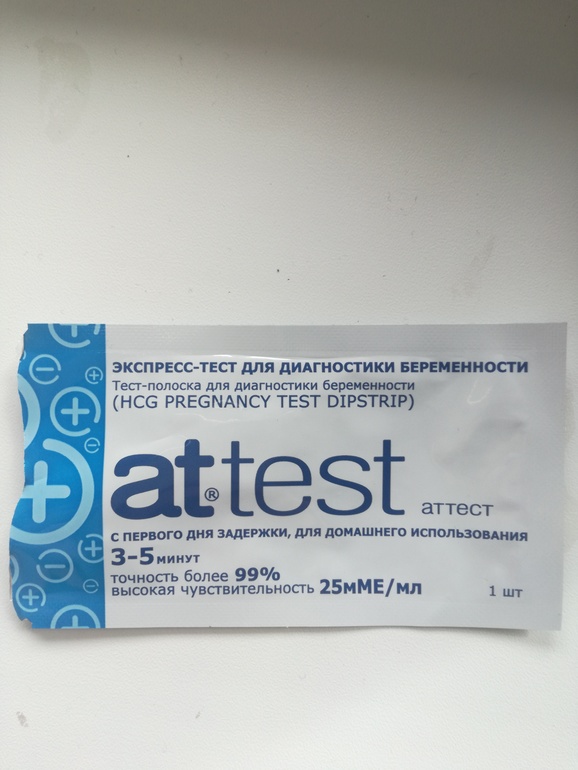 ЭКСПРЕСС-ТЕСТ ДЛЯ ДИАГНОСТИКИ БЕРЕМЕННОСТИ
Тест-полоска для диагностики беременности
(HCG PREGNANCY TEST DIPSTRIP)
at®test аттест
С ПЕРВОГО ДНЯ ЗАДЕРЖКИ, ДЛЯ ДОМАШНЕГО ИСПОЛЬЗОВАНИЯ
3-5 МИНУТ
точность более 99%
высокая чувствительность 25мМЕ/мл 1 шт